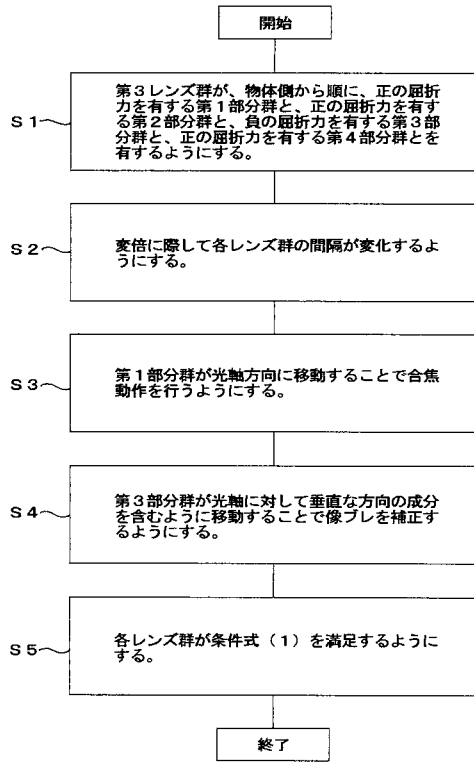 開始
S1
第3レンズ群が、物体側から順に、正の屈折
力を有する第1部分群と、正の屈折力を有す
る第2部分群と、負の屈折力を有する第3部
分群と、正の屈折力を有する第4部分群とを
有するようにする。
S2
変倍に際して各レンズ群の間隔が変化するよ
うにする。
S3
第1部分群が光軸方向に移動することで合焦
動作を行うようにする。
S4
第3部分群が光軸に対して垂直な方向の成分
を含むように移動することで像ブレを補正す
るようにする。
S5
各レンズ群が条件式（1）を満足するように
する。
終了